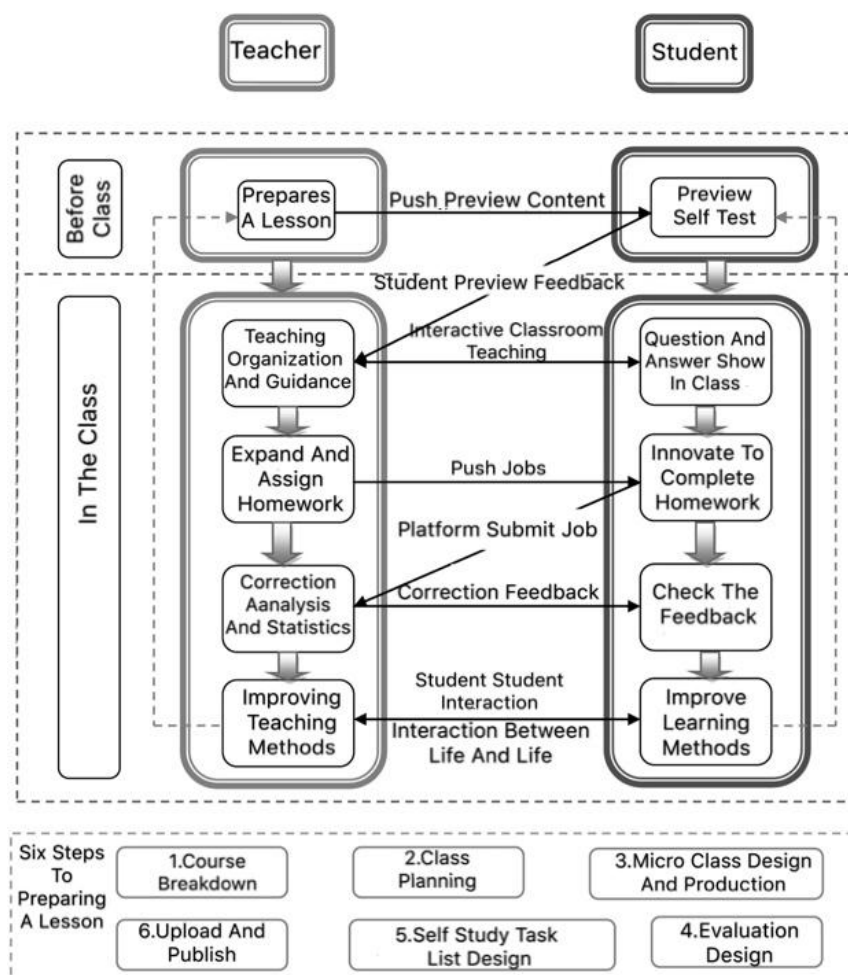 Teacher
Student
Before
Class
Prepares
A Lesson
Push Preview Content
Preview
Self Test
Student Preview Feedback
In The Class
Teaching
Organization
And Guidance
Interactive Classroom
Teaching
Question And
Answer Show
In Class
Expand And
Assign
Homework
Push Jobs
Innovate To
Complete
Homework
Platform Submit Job
Correction
Aanalysis
And Statistics
Correction Feedback
Check The
Feedback
Improving
Teaching
Methods
Student Student
Interaction
Interaction Between
Life And Life
Improve
Learning
Methods
Six Steps
To
Preparing
A Lesson
1.Course
Breakdown
2.Class
Planning
3.Micro Class Design
And Production
6.Upload And
Publish
5.Self Study Task
List Design
4.Evaluation
Design